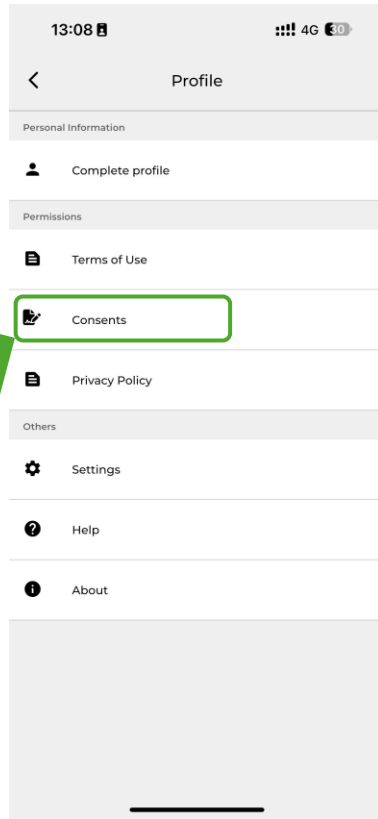 13:08 4G 30
Profile
Personal Information
Complete profile
Permissions
Terms of Use
Consents
Privacy Policy
Others
Settings
Help
About